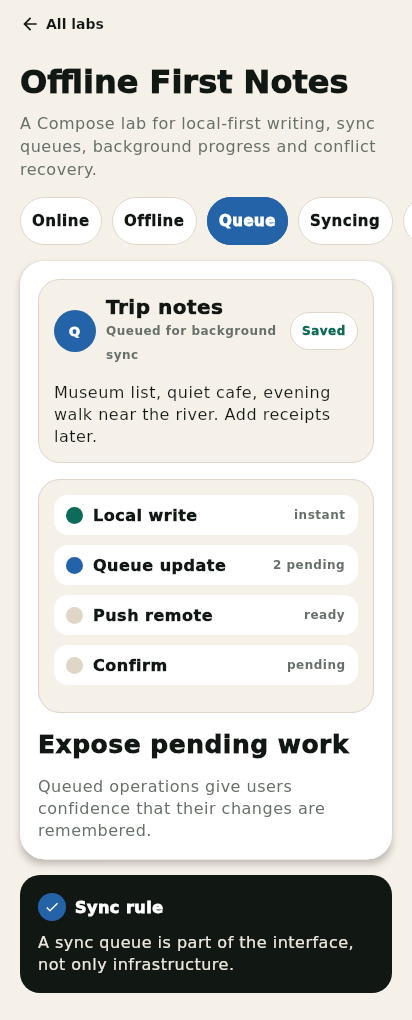 All labs
Offline First Notes
A Compose lab for local-first writing, sync
queues, background progress and conflict
recovery.
Online
Offline
Queue
Syncing
Q
Trip notes
Queued for background
sync
Saved
Museum list, quiet cafe, evening
walk near the river. Add receipts
later.
Local write
instant
Queue update
2 pending
Push remote
ready
Confirm
pending
Expose pending work
Queued operations give users
confidence that their changes are
remembered.
Sync rule
A sync queue is part of the interface,
not only infrastructure.